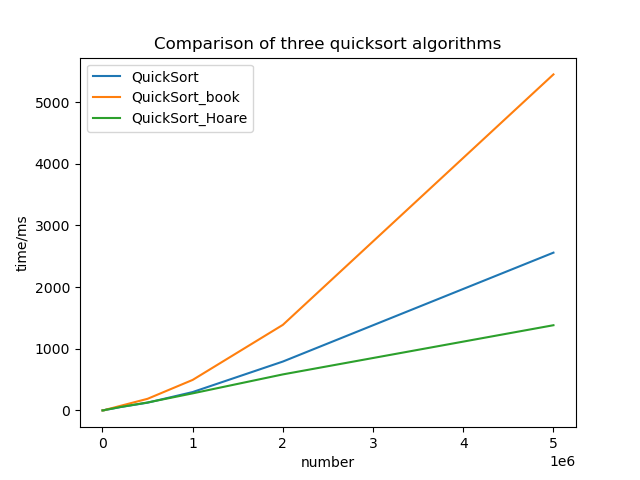 Comparison of three quicksort algorithms
QuickSort
QuickSort_book
QuickSort_Hoare
time/ms
5000
4000
3000
2000
1000
0
0 1 2 3 4 5
1e6
number